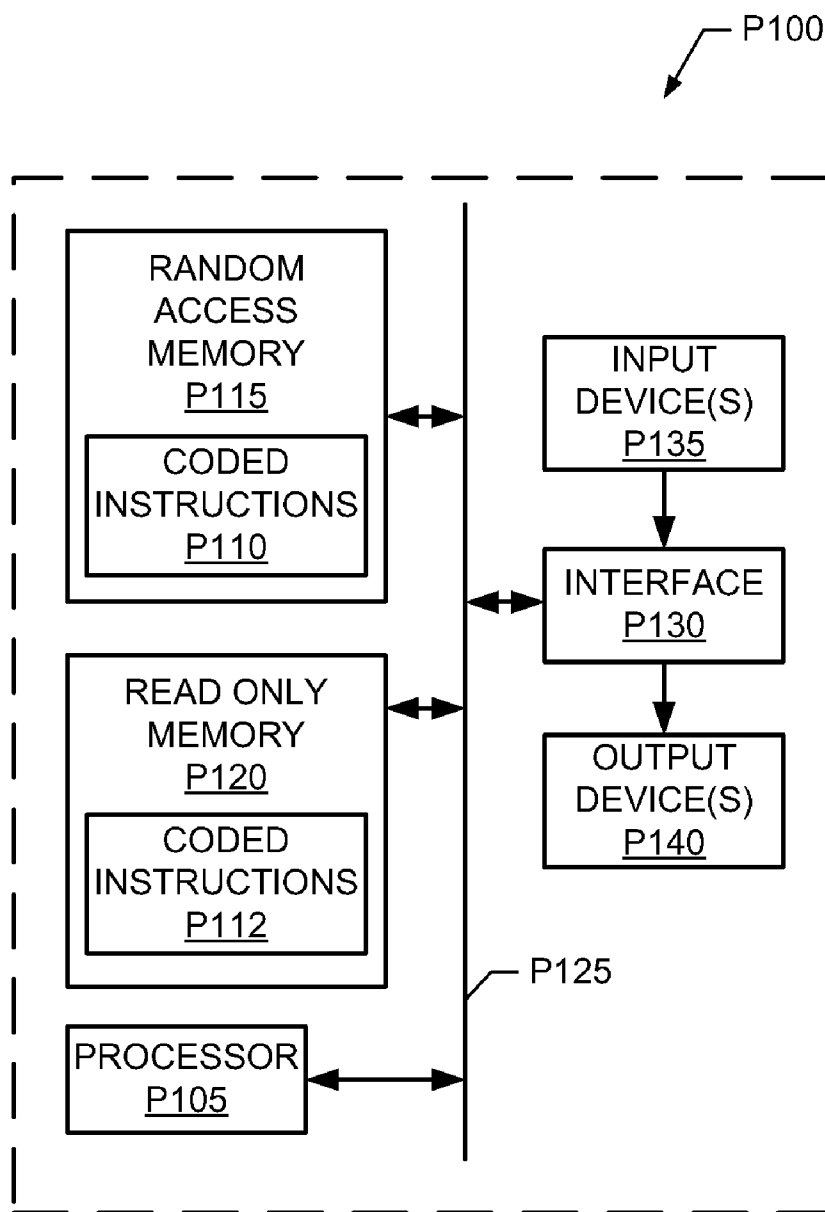 P100
RANDOM
ACCESS
MEMORY
P115
CODED
INSTRUCTIONS
P110
READ ONLY
MEMORY
P120
CODED
INSTRUCTIONS
P112
PROCESSOR
P105
INPUT
DEVICE(S)
P135
INTERFACE
P130
OUTPUT
DEVICE(S)
P140
P125